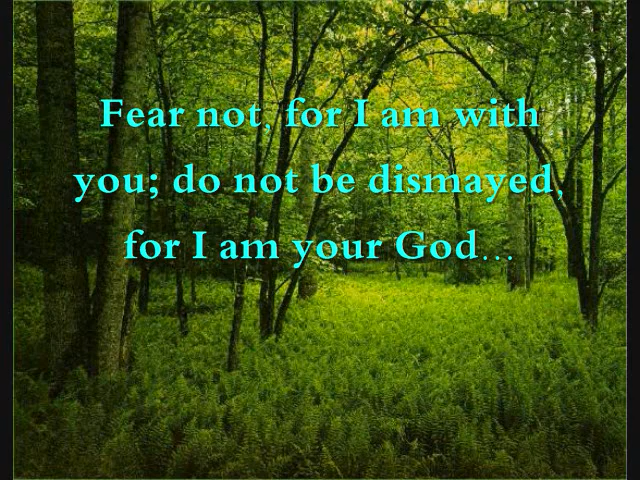 Fear not, for I am with
you; do not be dismayed,
for I am your God...